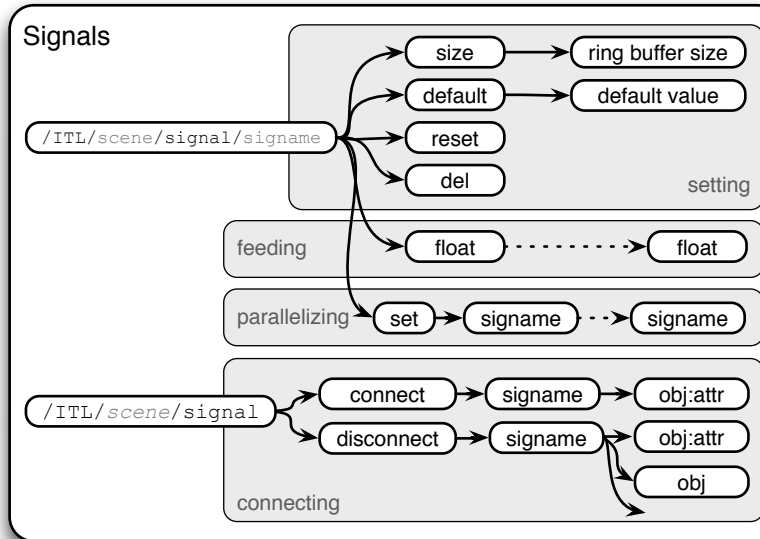 Signals
size ring buffer size
default default value
/ITL/scene/signal/signame reset
del
setting
feeding float float
parallelizing set signame signame
connect signame obj:attr
/ITL/scene/signal
disconnect signame obj:attr
obj
connecting